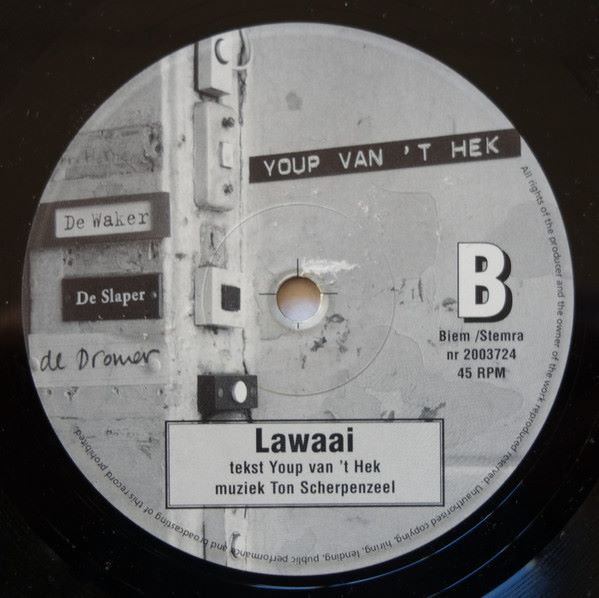 YOUP VAN 'T HEK
De Waker
De Slaper
de Dromer
B
Biem /Stemra
nr 2003724
45 RPM
Lawaai
tekst Youp van 't Hek
muziek Ton Scherpenzeel
All rights of the producer and the owner of the work reproduced reserved. Unauthorised copying, hiring, lending, public performance and broadcasting of this record prohibited.